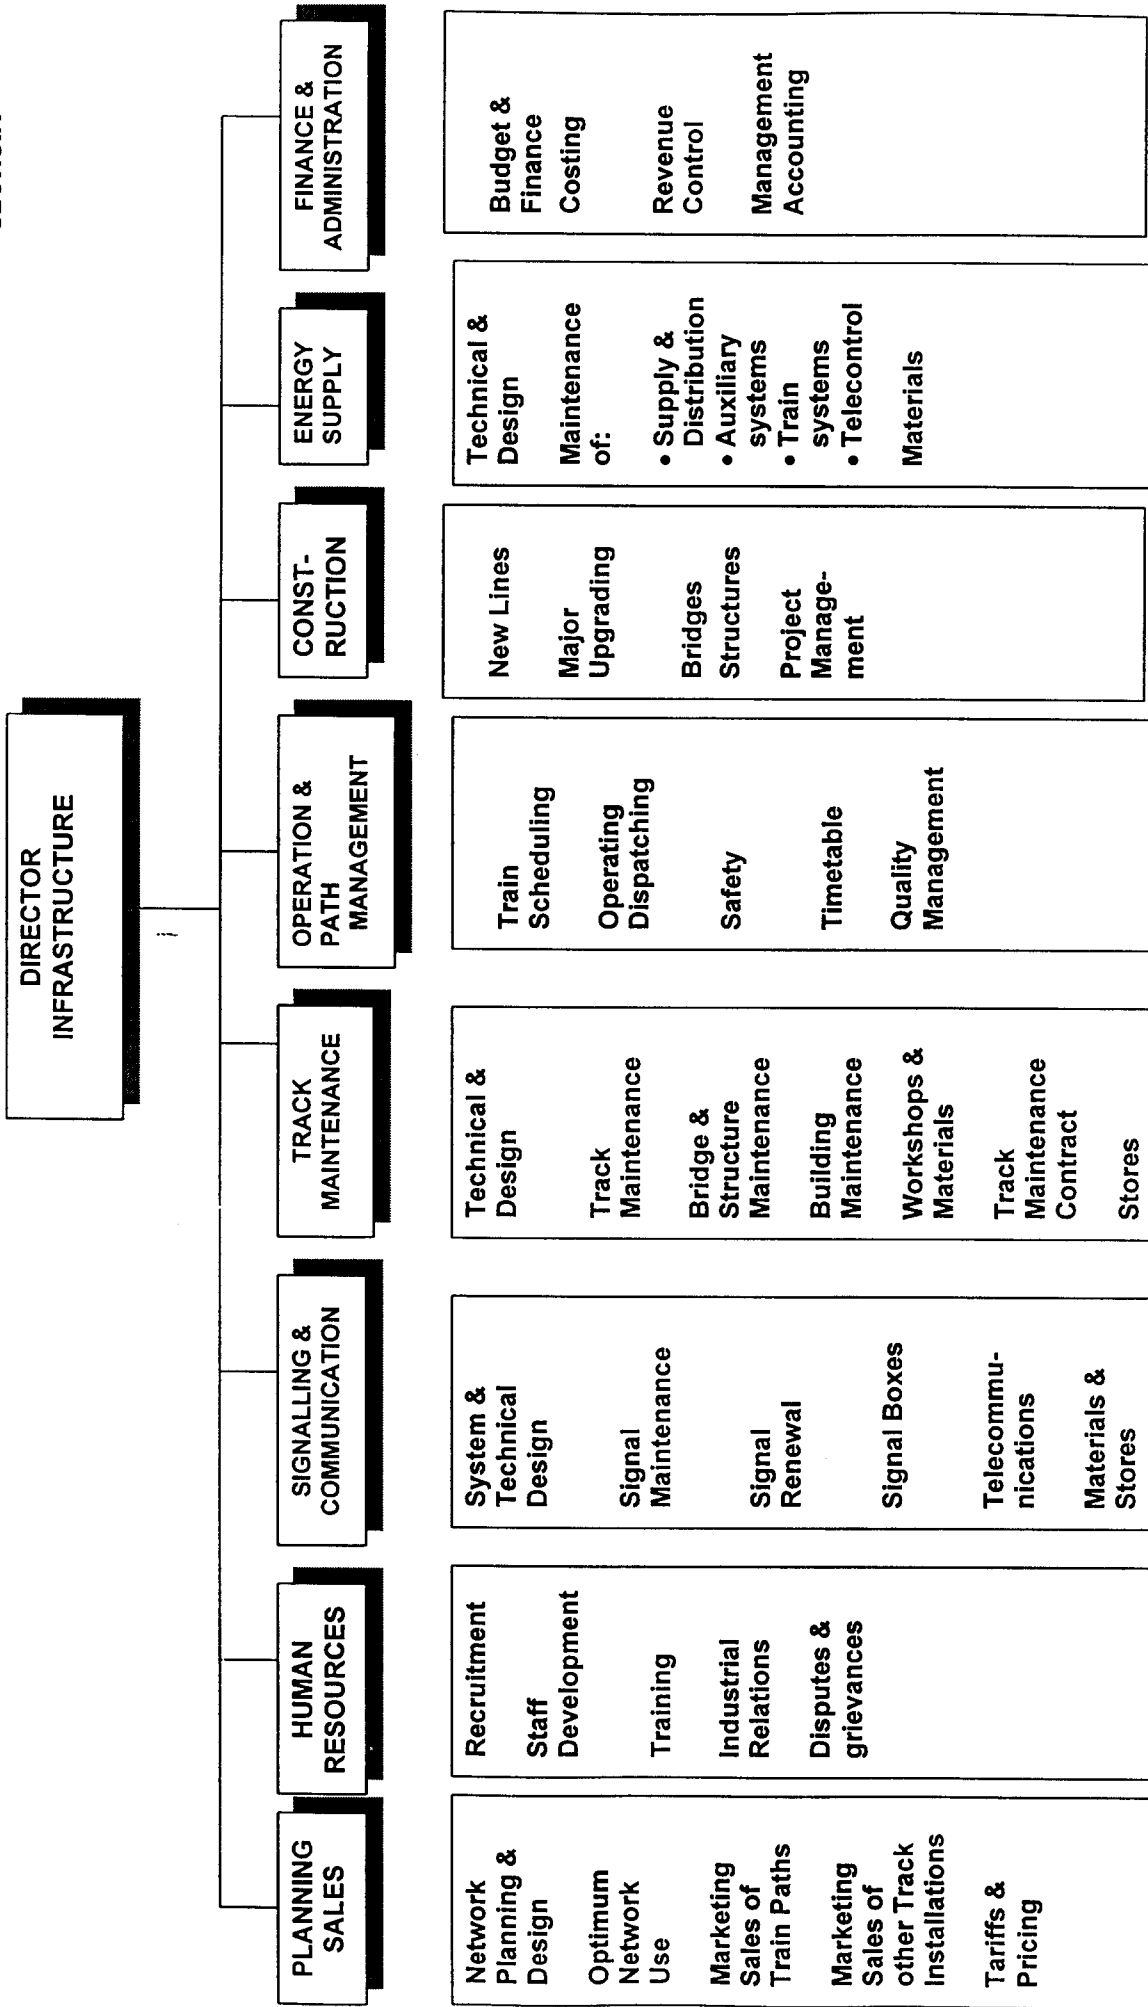 DIRECTOR
INFRASTRUCTURE
PLANNING
SALES
HUMAN
RESOURCES
SIGNALLING &
COMMUNICATION
TRACK
MAINTENANCE
OPERATION &
PATH
MANAGEMENT
CONST-
RUCTION
ENERGY
SUPPLY
FINANCE &
ADMINISTRATION
Network
Planning &
Design
Optimum
Network
Use
Marketing
Sales of
Train Paths
Marketing
Sales of
other Track
Installations
Tariffs &
Pricing
Recruitment
Staff
Development
Training
Industrial
Relations
Disputes &
grievances
System &
Technical
Design
Signal
Maintenance
Signal
Renewal
Signal Boxes
Telecommu-
nications
Materials &
Stores
Technical &
Design
Track
Maintenance
Bridge &
Structure
Maintenance
Building
Maintenance
Workshops &
Materials
Track
Maintenance
Contract
Stores
Train
Scheduling
Operating
Dispatching
Safety
Timetable
Quality
Management
New Lines
Major
Upgrading
Bridges
Structures
Project
Manage-
ment
Technical &
Design
Maintenance
of:
• Supply &
Distribution
• Auxiliary
systems
• Train
systems
• Telecontrol
Materials
Budget &
Finance
Costing
Revenue
Control
Management
Accounting